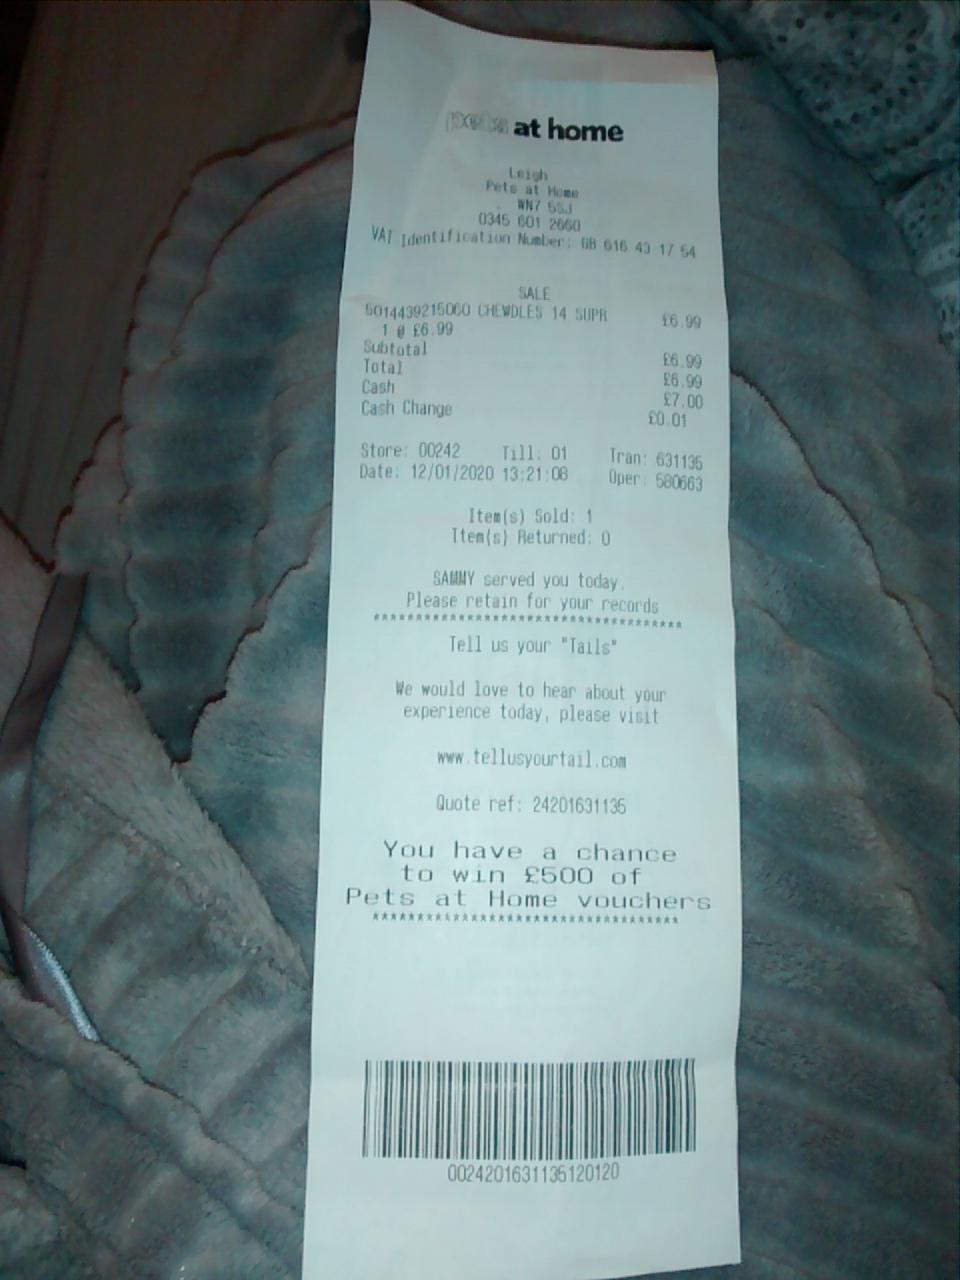 pets at home
Leigh
Pets at Home
WN7 5SJ
0345 601 2660
VAT Identification Number: GB 616 43 17 54
SALE
5014439215060 CHEWDLES 14 SUPR £6.99
1 @ £6.99
Subtotal £6.99
Total £6.99
Cash £7.00
Cash Change £0.01
Store: 00242 Till: 01 Tran: 631135
Date: 12/01/2020 13:21:08 Oper: 580663
Item(s) Sold: 1
Item(s) Returned: 0
SAMMY served you today.
Please retain for your records
************************************
Tell us your "Tails"
We would love to hear about your
experience today, please visit
www.tellusyourtail.com
Quote ref: 24201631135
You have a chance
to win £500 of
Pets at Home vouchers
************************************
0024201631135120120